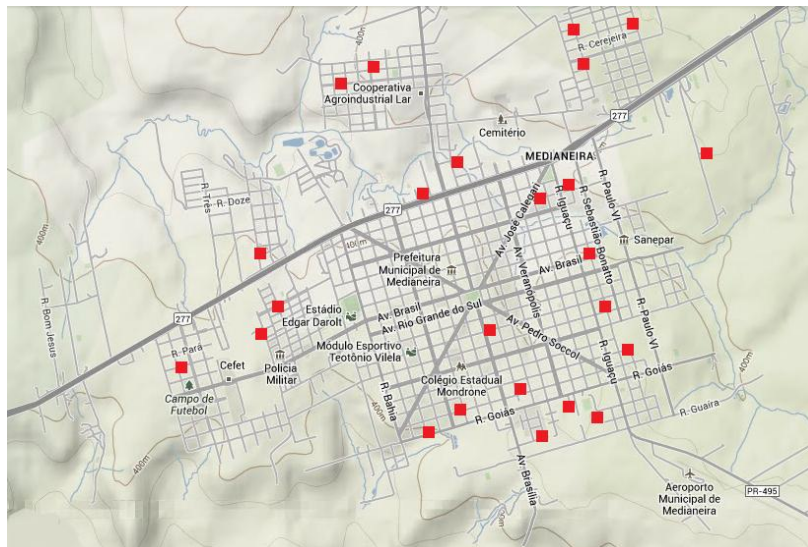 R. Cerejeira
Cooperativa
Agroindustrial Lar
277
Cemitério
MEDIANEIRA
R. Três
R. Doze
277
R. Paulo VI
R. Sebastião Bonatto
R. Iguaçu
Av. José Calegari
400m
Sanepar
Prefeitura
Municipal de
Medianeira
Av. Veranópolis
Av. Brasil
400m
R. Bom Jesus
277
Estádio
Edgar Darolt
Av. Brasil
Av. Rio Grande do Sul
Av. Pedro Soccol
R. Paulo VI
Módulo Esportivo
Teotônio Vilela
R. Pará
Cefet
Polícia
Militar
Campo de
Futebol
R. Iguaçu
R. Goiás
Colégio Estadual
Mondrone
R. Bahia
400m
R. Goiás
R. Guaíra
400m
400m
Av. Brasília
Aeroporto
Municipal de
Medianeira
PR-495